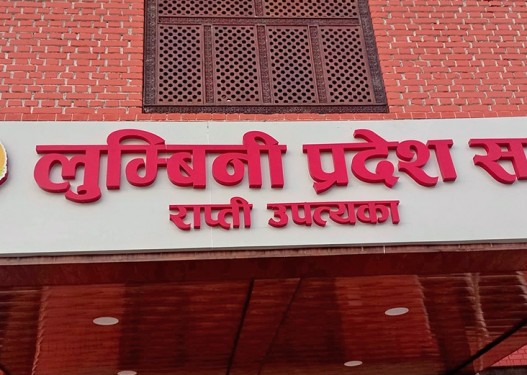 लुम्बिनी प्रदेश
राप्ती उपत्यका